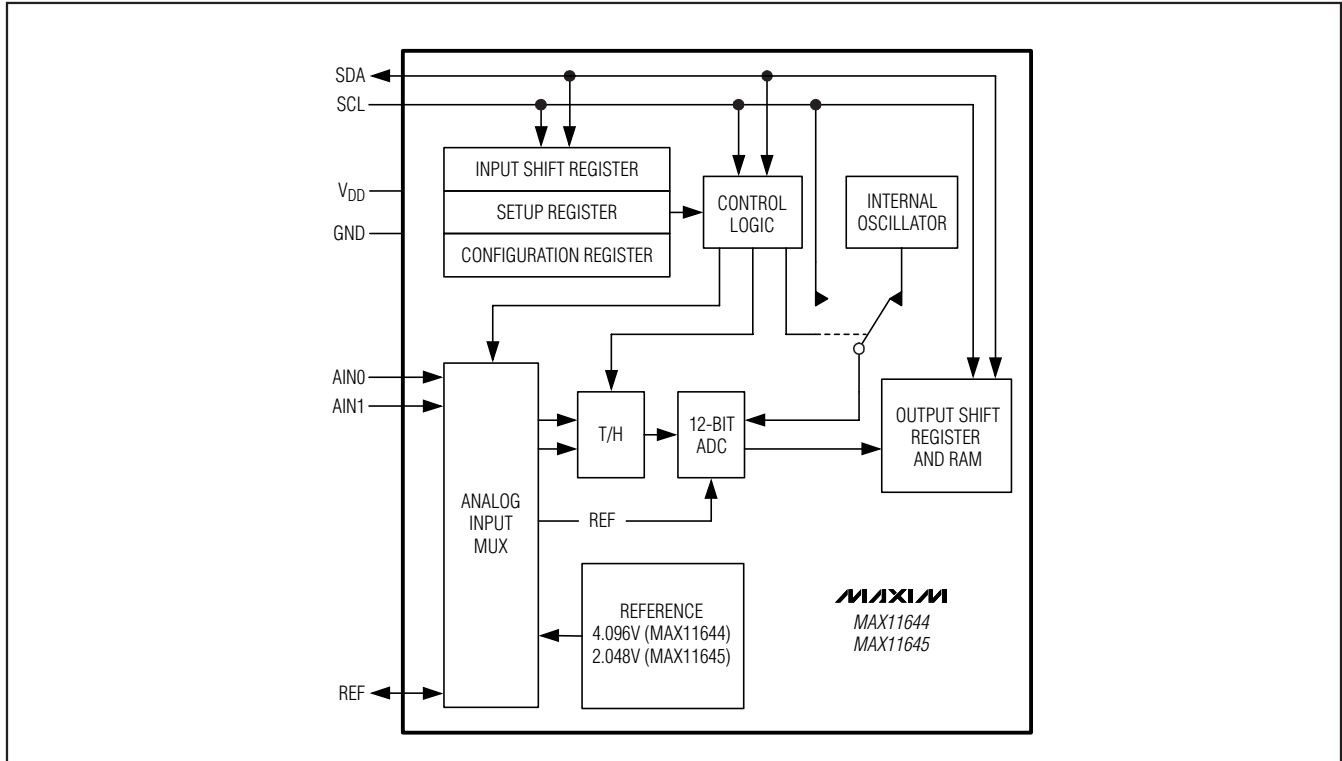 SDA
SCL
INPUT SHIFT REGISTER
SETUP REGISTER
CONFIGURATION REGISTER
VDD
GND
CONTROL
LOGIC
INTERNAL
OSCILLATOR
AIN0
AIN1
ANALOG
INPUT
MUX
T/H
12-BIT
ADC
OUTPUT SHIFT
REGISTER
AND RAM
REF
REFERENCE
4.096V (MAX11644)
2.048V (MAX11645)
MAXIM
MAX11644
MAX11645
REF